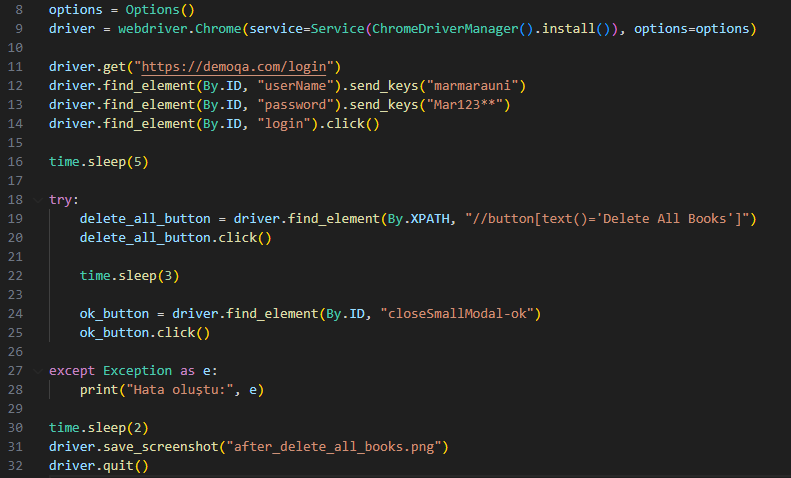 8 options = Options()
9 driver = webdriver.Chrome(service=Service(ChromeDriverManager().install()), options=options)
10
11 driver.get("https://demoqa.com/login")
12 driver.find_element(By.ID, "userName").send_keys("marmarauni")
13 driver.find_element(By.ID, "password").send_keys("Mar123**")
14 driver.find_element(By.ID, "login").click()
15
16 time.sleep(5)
17
18 try:
19     delete_all_button = driver.find_element(By.XPATH, "//button[text()='Delete All Books']")
20     delete_all_button.click()
21
22     time.sleep(3)
23
24     ok_button = driver.find_element(By.ID, "closeSmallModal-ok")
25     ok_button.click()
26
27 except Exception as e:
28     print("Hata oluştu:", e)
29
30 time.sleep(2)
31 driver.save_screenshot("after_delete_all_books.png")
32 driver.quit()